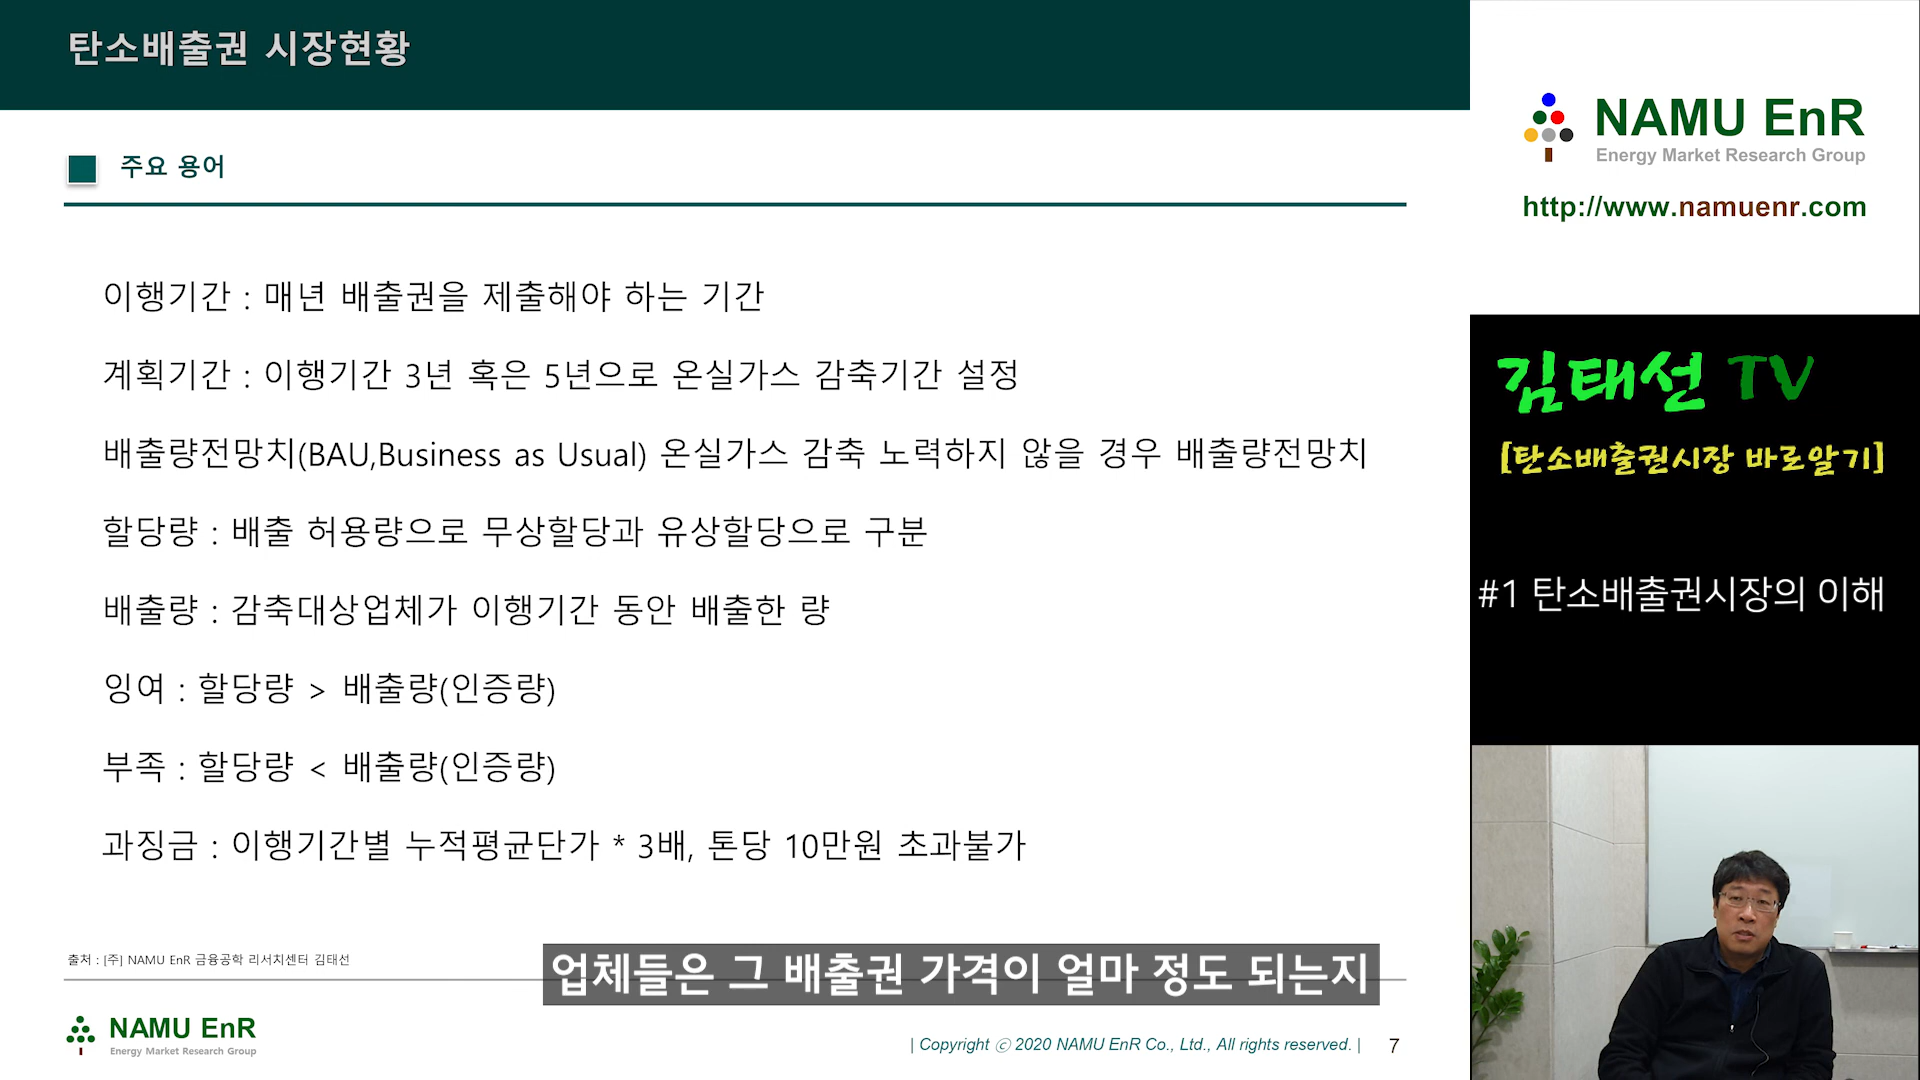 탄소배출권 시장현황
주요 용어
이행기간 : 매년 배출권을 제출해야 하는 기간
계획기간 : 이행기간 3년 혹은 5년으로 온실가스 감축기간 설정
배출량전망치(BAU,Business as Usual) 온실가스 감축 노력하지 않을 경우 배출량전망치
할당량 : 배출 허용량으로 무상할당과 유상할당으로 구분
배출량 : 감축대상업체가 이행기간 동안 배출한 량
잉여 : 할당량 > 배출량(인증량)
부족 : 할당량 < 배출량(인증량)
과징금 : 이행기간별 누적평균단가 * 3배, 톤당 10만원 초과불가
출처 : [주] NAMU EnR 금융공학 리서치센터 김태선
업체들은 그 배출권 가격이 얼마 정도 되는지
NAMU EnR
Energy Market Research Group
| Copyright ⓒ 2020 NAMU EnR Co., Ltd., All rights reserved. |
7
NAMU EnR
Energy Market Research Group
http://www.namuenr.com
김태선 TV
[탄소배출권시장 바로알기]
#1 탄소배출권시장의 이해